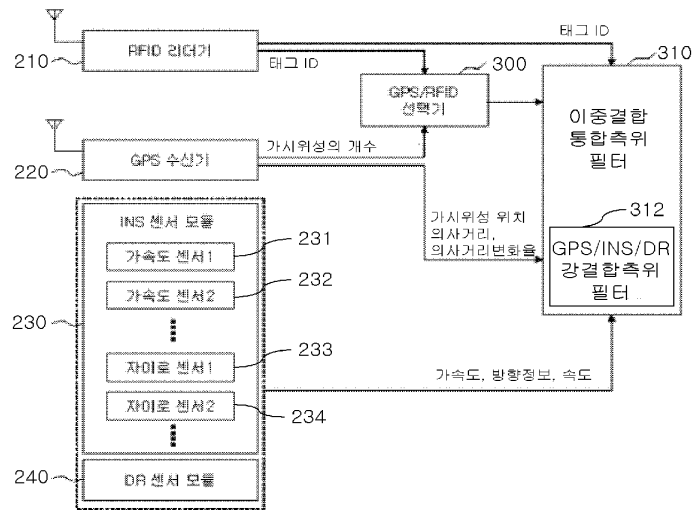 RFID 리더기
210
태그 ID
태그 ID
300
310
GPS/RFID
선택기
이중결합
통합측위
필터
GPS 수신기
220
가시위성의 개수
가시위성 위치
의사거리,
의사거리변화율
312
GPS/INS/DR
강결합측위
필터
INS 센서 모듈
가속도 센서1
231
가속도 센서2
232
230
자이로 센서1
233
자이로 센서2
234
가속도, 방향정보, 속도
240
DR 센서 모듈